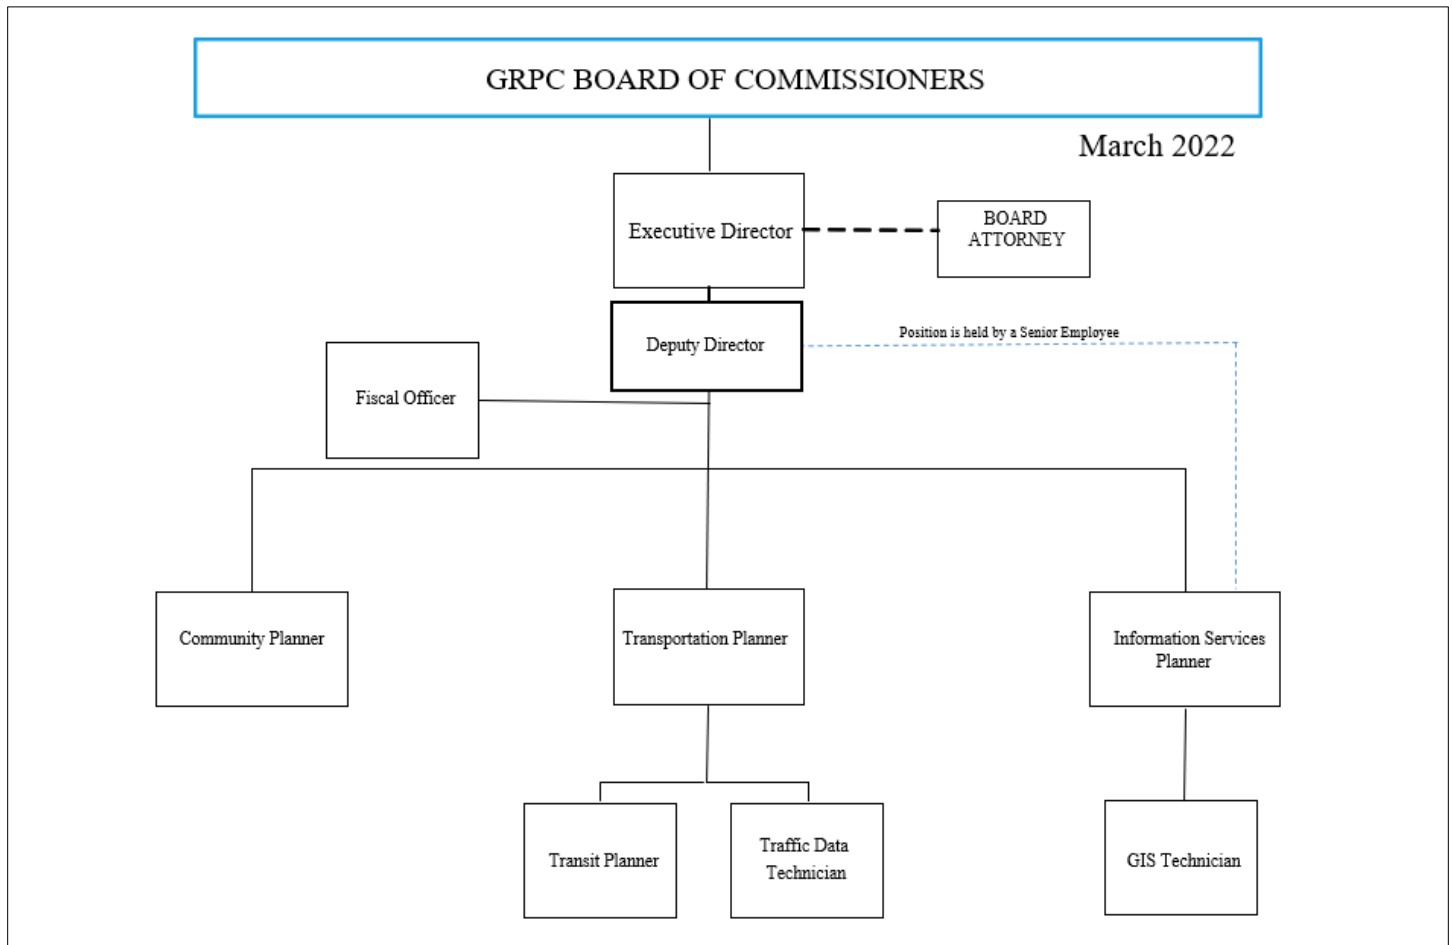 GRPC BOARD OF COMMISSIONERS
March 2022
Executive Director
BOARD
ATTORNEY
Deputy Director
Position is held by a Senior Employee
Fiscal Officer
Community Planner
Transportation Planner
Information Services
Planner
Transit Planner
Traffic Data
Technician
GIS Technician